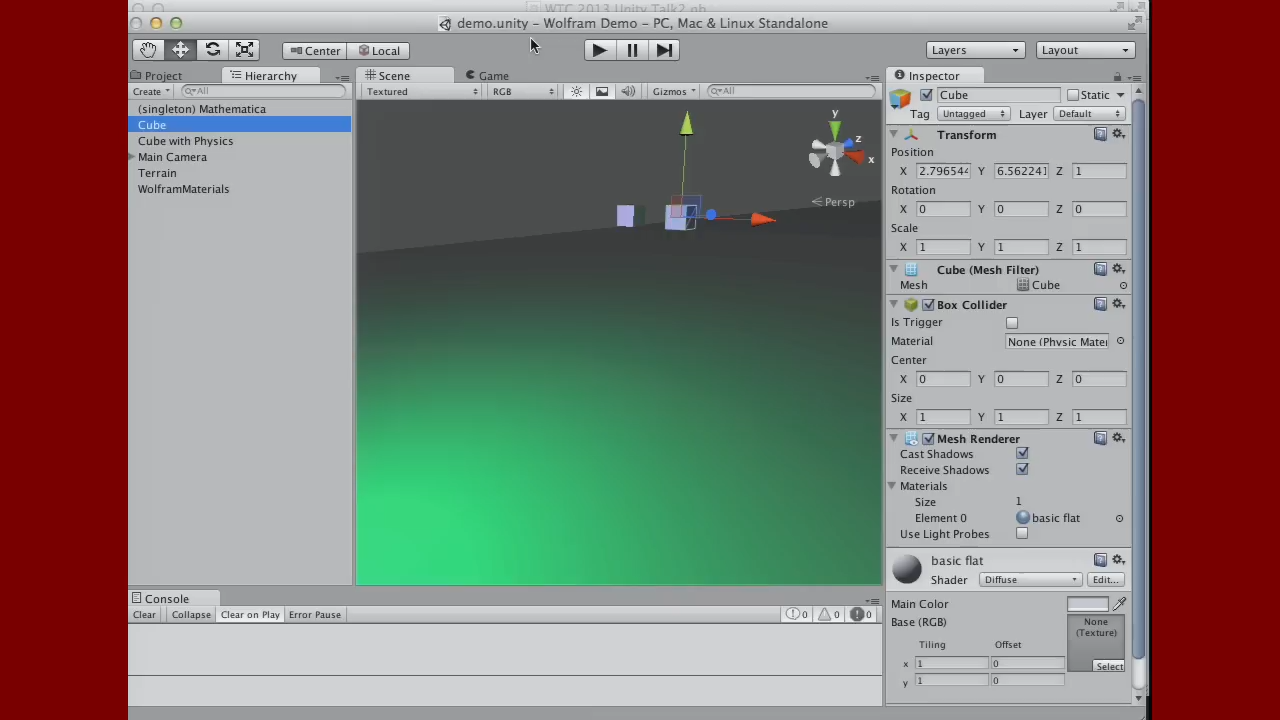 WTC 2013 Unity Talk2.nb
demo.unity – Wolfram Demo – PC, Mac & Linux Standalone
Center Local Layers Layout
Project Hierarchy Scene Game Inspector
Create All Textured RGB Gizmos All
Cube Static
Tag Untagged Layer Default
(singleton) Mathematica
Cube
Cube with Physics
Main Camera
Terrain
WolframMaterials
y
z
x
Persp
Transform
Position
X 2.796544 Y 6.562241 Z 1
Rotation
X 0 Y 0 Z 0
Scale
X 1 Y 1 Z 1
Cube (Mesh Filter)
Mesh Cube
Box Collider
Is Trigger
Material None (Physic Mater
Center
X 0 Y 0 Z 0
Size
X 1 Y 1 Z 1
Mesh Renderer
Cast Shadows
Receive Shadows
Materials
Size 1
Element 0 basic flat
Use Light Probes
basic flat
Shader Diffuse Edit...
Main Color
Base (RGB) None
(Texture)
Tiling Offset
x 1 0
Select
y 1 0
Console
Clear Collapse Clear on Play Error Pause 0 0 0